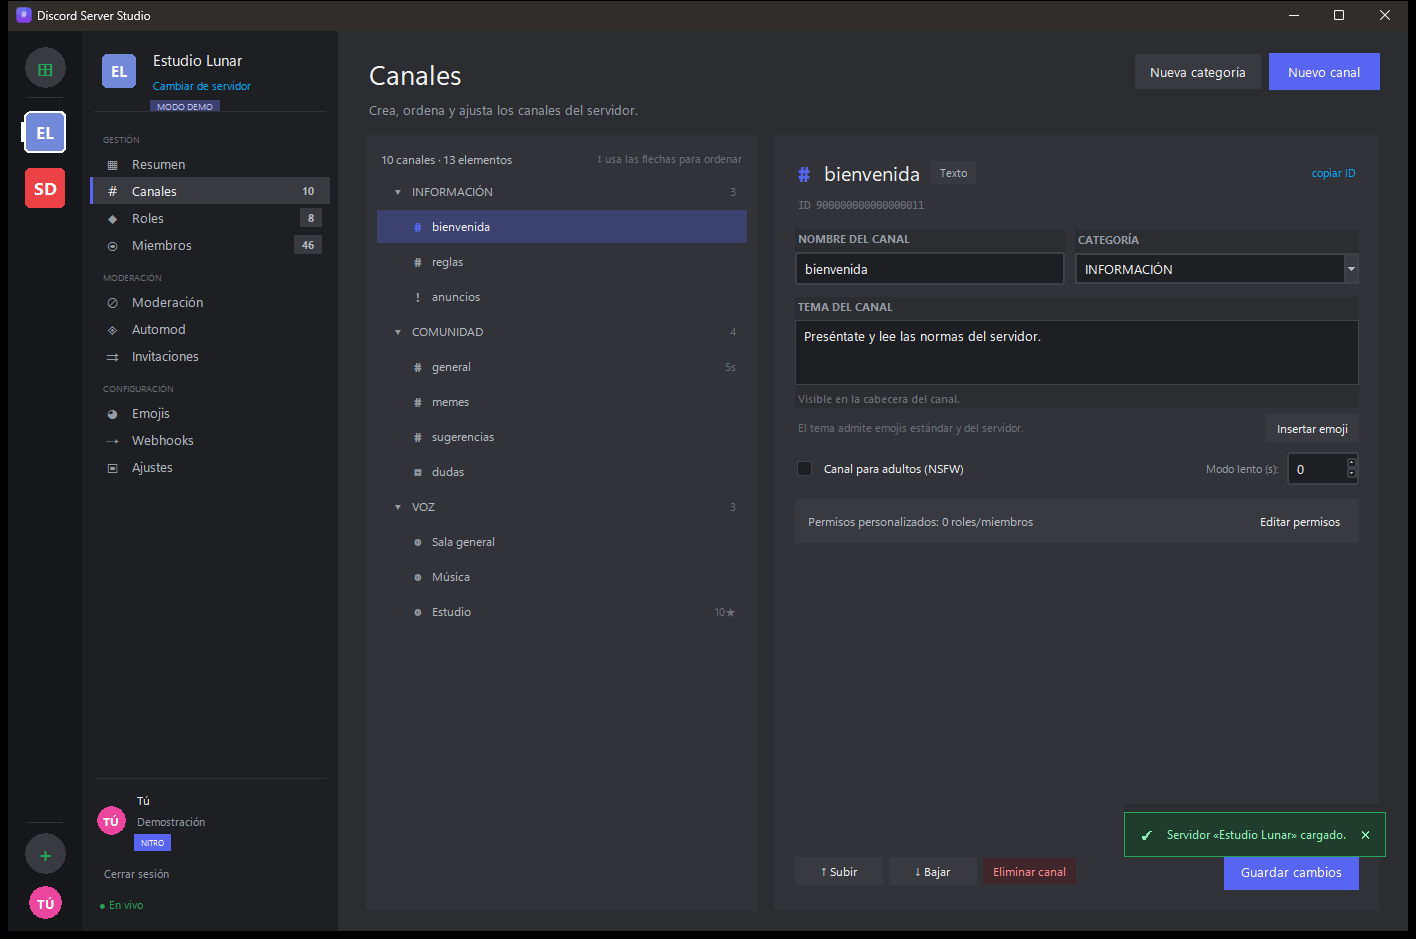 Discord Server Studio
EL
SD
+
TÚ
EL
Estudio Lunar
Cambiar de servidor
MODO DEMO
GESTIÓN
Resumen
# Canales 10
Roles 8
Miembros 46
MODERACIÓN
Moderación
Automod
Invitaciones
CONFIGURACIÓN
Emojis
Webhooks
Ajustes
TÚ
Tú
Demostración
NITRO
Cerrar sesión
● En vivo
Canales
Crea, ordena y ajusta los canales del servidor.
Nueva categoría
Nuevo canal
10 canales · 13 elementos
↕ usa las flechas para ordenar
▾ INFORMACIÓN 3
# bienvenida
# reglas
! anuncios
▾ COMUNIDAD 4
# general 5s
# memes
# sugerencias
dudas
▾ VOZ 3
Sala general
Música
Estudio 10★
# bienvenida Texto
copiar ID
ID 900000000000000011
NOMBRE DEL CANAL
bienvenida
CATEGORÍA
INFORMACIÓN
TEMA DEL CANAL
Preséntate y lee las normas del servidor.
Visible en la cabecera del canal.
El tema admite emojis estándar y del servidor.
Insertar emoji
Canal para adultos (NSFW)
Modo lento (s): 0
Permisos personalizados: 0 roles/miembros
Editar permisos
✓ Servidor «Estudio Lunar» cargado. ✕
↑ Subir
↓ Bajar
Eliminar canal
Guardar cambios